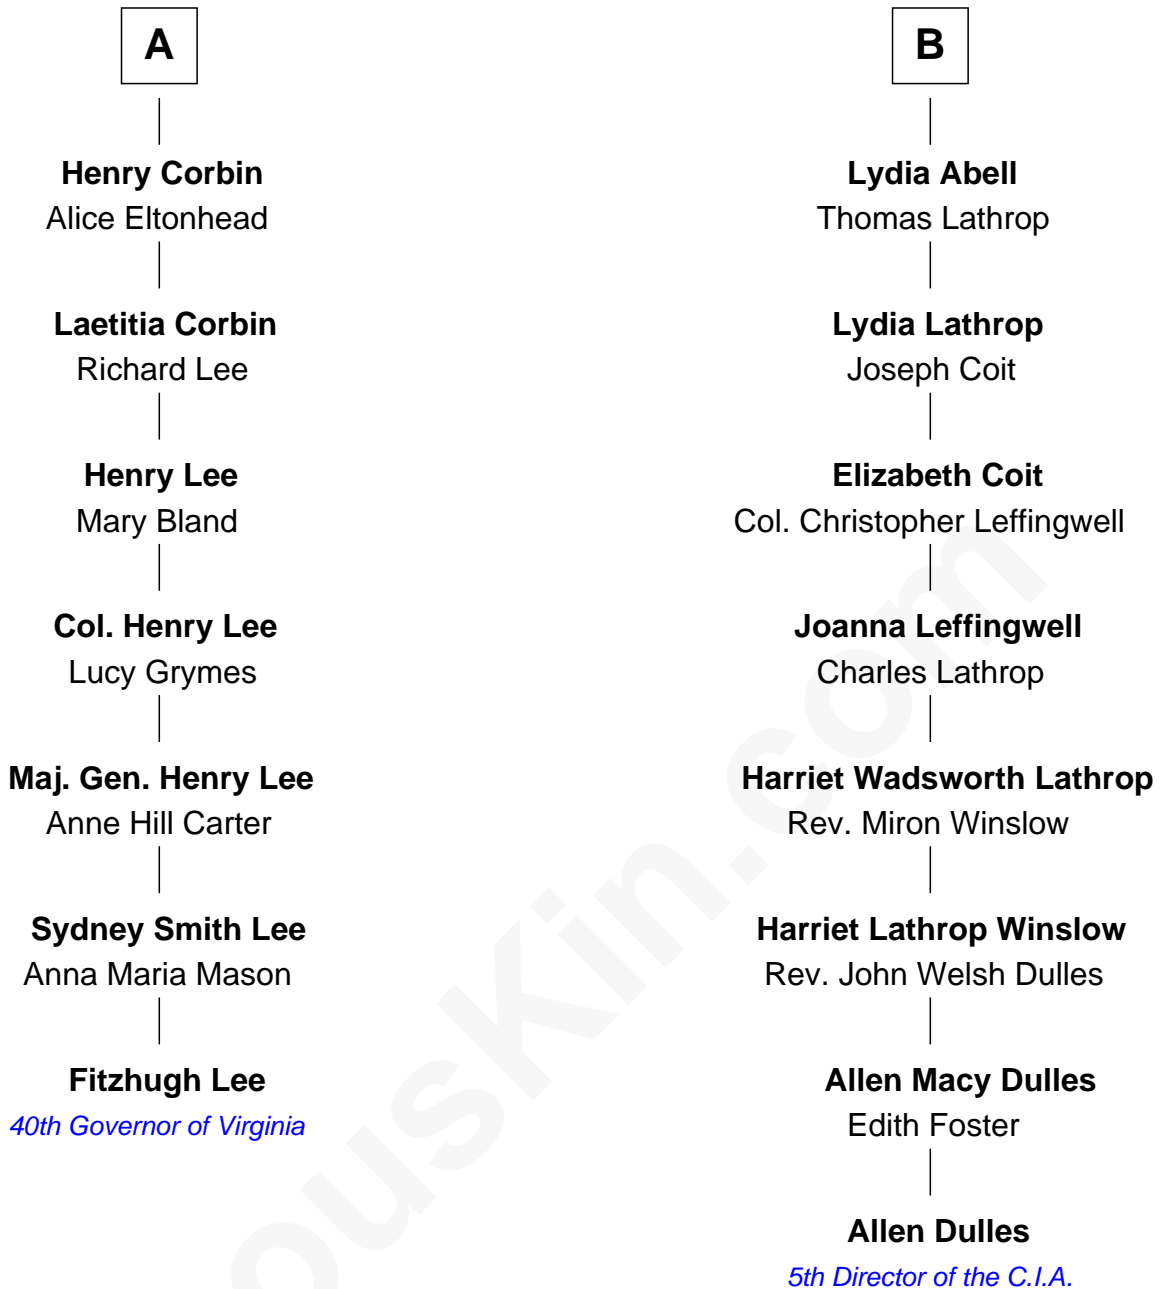 A
Henry Corbin
Alice Eltonhead
Laetitia Corbin
Richard Lee
Henry Lee
Mary Bland
Col. Henry Lee
Lucy Grymes
Maj. Gen. Henry Lee
Anne Hill Carter
Sydney Smith Lee
Anna Maria Mason
Fitzhugh Lee
40th Governor of Virginia
B
Lydia Abell
Thomas Lathrop
Lydia Lathrop
Joseph Coit
Elizabeth Coit
Col. Christopher Leffingwell
Joanna Leffingwell
Charles Lathrop
Harriet Wadsworth Lathrop
Rev. Miron Winslow
Harriet Lathrop Winslow
Rev. John Welsh Dulles
Allen Macy Dulles
Edith Foster
Allen Dulles
5th Director of the C.I.A.
ousKin.com